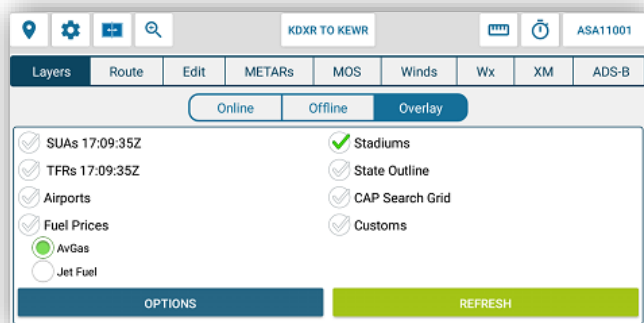 KDXR TO KEWR
ASA11001
Layers Route Edit METARs MOS Winds Wx XM ADS-B
Online Offline Overlay
SUAs 17:09:35Z
Stadiums
TFRs 17:09:35Z
State Outline
Airports
CAP Search Grid
Fuel Prices
Customs
AvGas
Jet Fuel
OPTIONS
REFRESH